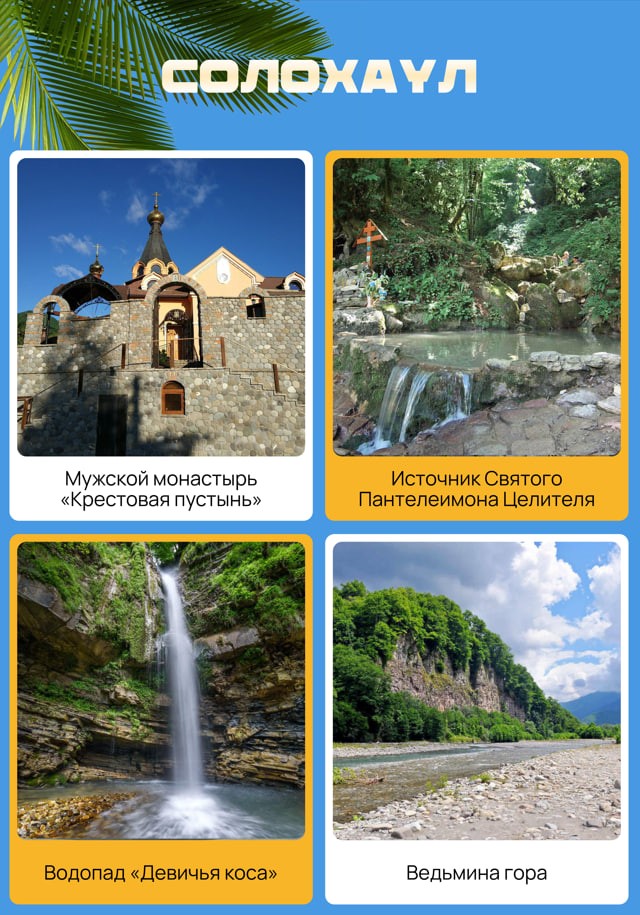 СОЛОХАУЛ
Мужской монастырь
«Крестовая пустынь»
Источник Святого
Пантелеимона Целителя
Водопад «Девичья коса»
Ведьмина гора